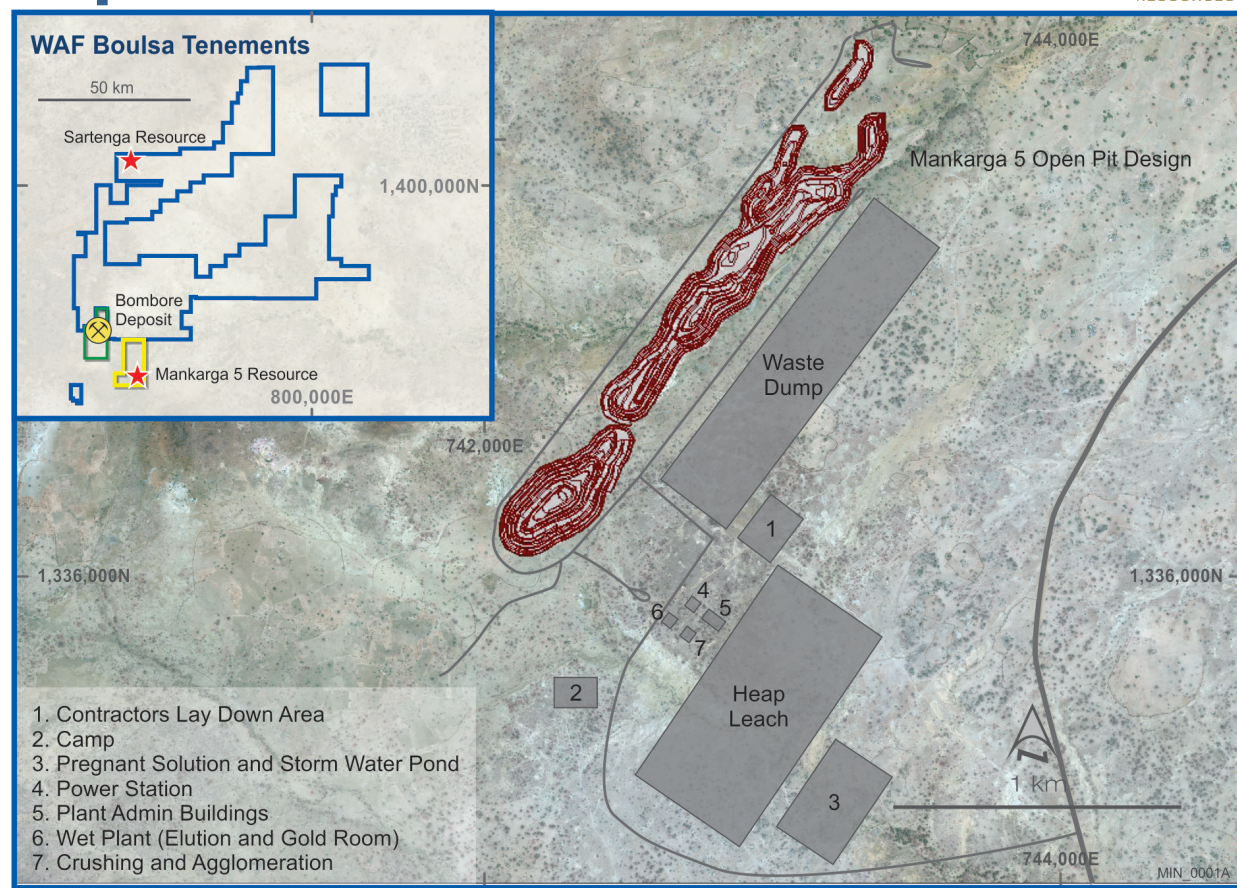 WAF Boulsa Tenements
50 km
Sartenga Resource
1,400,000N
Bombore
Deposit
Mankarga 5 Resource
800,000E
744,000E
Mankarga 5 Open Pit Design
Waste
Dump
742,000E
1
1,336,000N
1,336,000N
4
6
5
7
2
Heap
Leach
3
1 km
744,000E
1. Contractors Lay Down Area
2. Camp
3. Pregnant Solution and Storm Water Pond
4. Power Station
5. Plant Admin Buildings
6. Wet Plant (Elution and Gold Room)
7. Crushing and Agglomeration
MIN_0001A